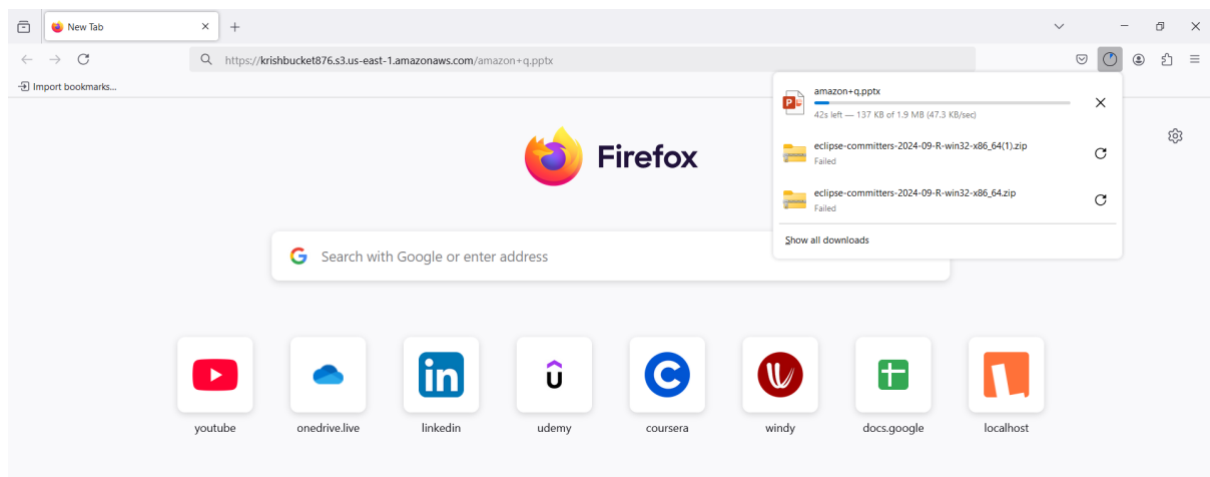 New Tab
https://krishbucket876.s3.us-east-1.amazonaws.com/amazon+q.pptx
Import bookmarks...
amazon+q.pptx
42s left — 137 KB of 1.9 MB (47.3 KB/sec)
eclipse-committers-2024-09-R-win32-x86_64(1).zip
Failed
eclipse-committers-2024-09-R-win32-x86_64.zip
Failed
Show all downloads
Firefox
Search with Google or enter address
youtube
onedrive.live
linkedin
udemy
coursera
windy
docs.google
localhost